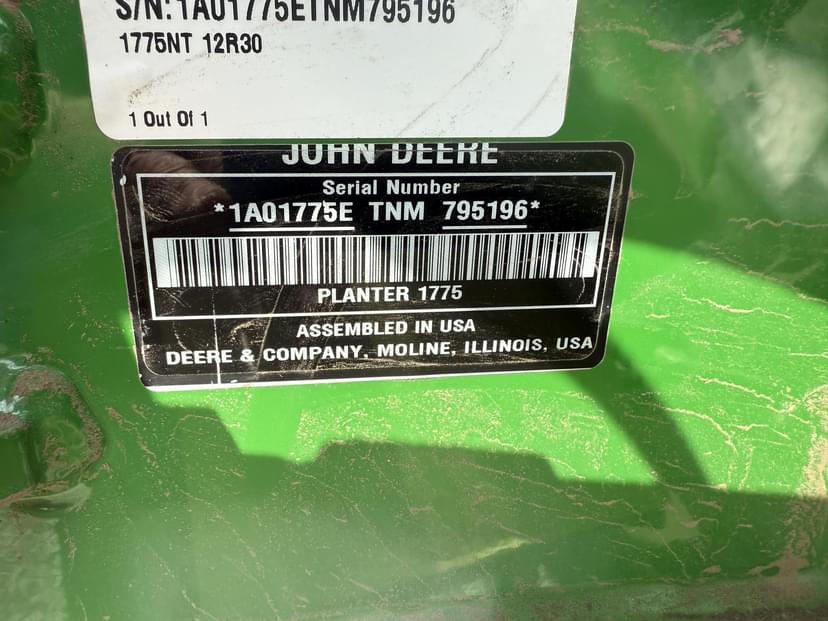 S/N: 1A01775ETNM795196
1775NT 12R30
1 Out Of 1
JOHN DEERE
Serial Number
*1A01775E TNM 795196*
PLANTER 1775
ASSEMBLED IN USA
DEERE & COMPANY, MOLINE, ILLINOIS, USA